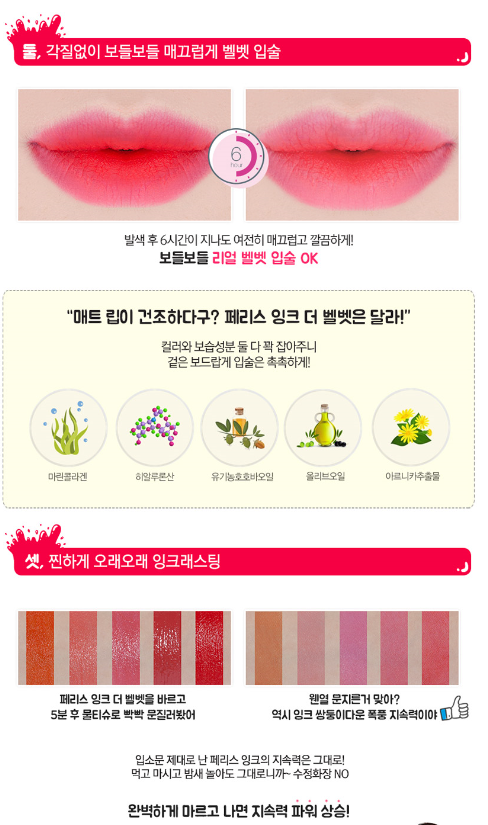 둘, 각질없이 보들보들 매끄럽게 벨벳 입술
6
hour
발색 후 6시간이 지나도 여전히 매끄럽고 깔끔하게!
보들보들 리얼 벨벳 입술 OK
“매트 립이 건조하다구? 페리스 잉크 더 벨벳은 달라!”
컬러와 보습성분 둘 다 꽉 잡아주니
겉은 보드랍게 입술은 촉촉하게!
마린콜라겐
히알루론산
유기농호호바오일
올리브오일
아르니카추출물
셋, 찐하게 오래오래 잉크래스팅
페리스 잉크 더 벨벳을 바르고
5분 후 물티슈로 빡빡 문질러봤어
웬열 문지른거 맞아?
역시 잉크 쌍둥이다운 폭풍 지속력이야
입소문 제대로 난 페리스 잉크의 지속력은 그대로!
먹고 마시고 밤새 놀아도 그대로니까~ 수정화장 NO
완벽하게 마르고 나면 지속력 파워 상승!